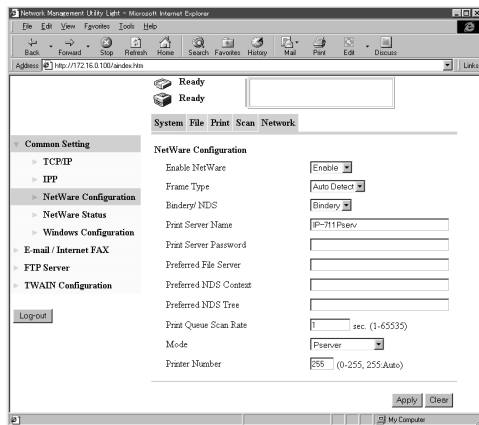 Network Management Utility Light - Microsoft Internet Explorer
File Edit View Favorites Tools Help
Back Forward Stop Refresh Home Search Favorites History Mail Print Edit Discuss
Address http://172.16.0.100/aindex.htm Links
Ready
Ready
System File Print Scan Network
Common Setting
TCP/IP
IPP
NetWare Configuration
NetWare Status
Windows Configuration
E-mail / Internet FAX
FTP Server
TWAIN Configuration
Log-out
NetWare Configuration
Enable NetWare Enable
Frame Type Auto Detect
Bindery/ NDS Bindery
Print Server Name IP-711Pserv
Print Server Password
Preferred File Server
Preferred NDS Context
Preferred NDS Tree
Print Queue Scan Rate 1 sec. (1-65535)
Mode Pserver
Printer Number 255 (0-255, 255:Auto)
Apply Clear
My Computer